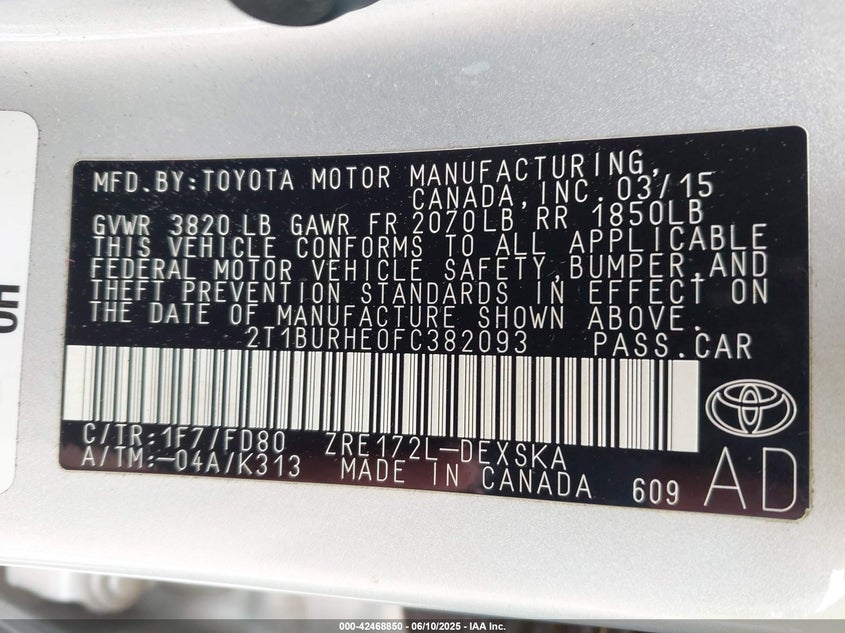 MFD.BY:TOYOTA MOTOR MANUFACTURING,
CANADA,INC. 03/15
GVWR 3820 LB GAWR FR 2070LB RR 1850LB
THIS VEHICLE CONFORMS TO ALL APPLICABLE
FEDERAL MOTOR VEHICLE SAFETY,BUMPER,AND
THEFT PREVENTION STANDARDS IN EFFECT ON
THE DATE OF MANUFACTURE SHOWN ABOVE.
2T1BURHE0FC382093 PASS.CAR
C/TR:1F7/FD80 ZRE172L-DEXSKA
A/TM:-04A/K313 MADE IN CANADA 609 AD
000-42468850 - 06/10/2025 - IAA Inc.